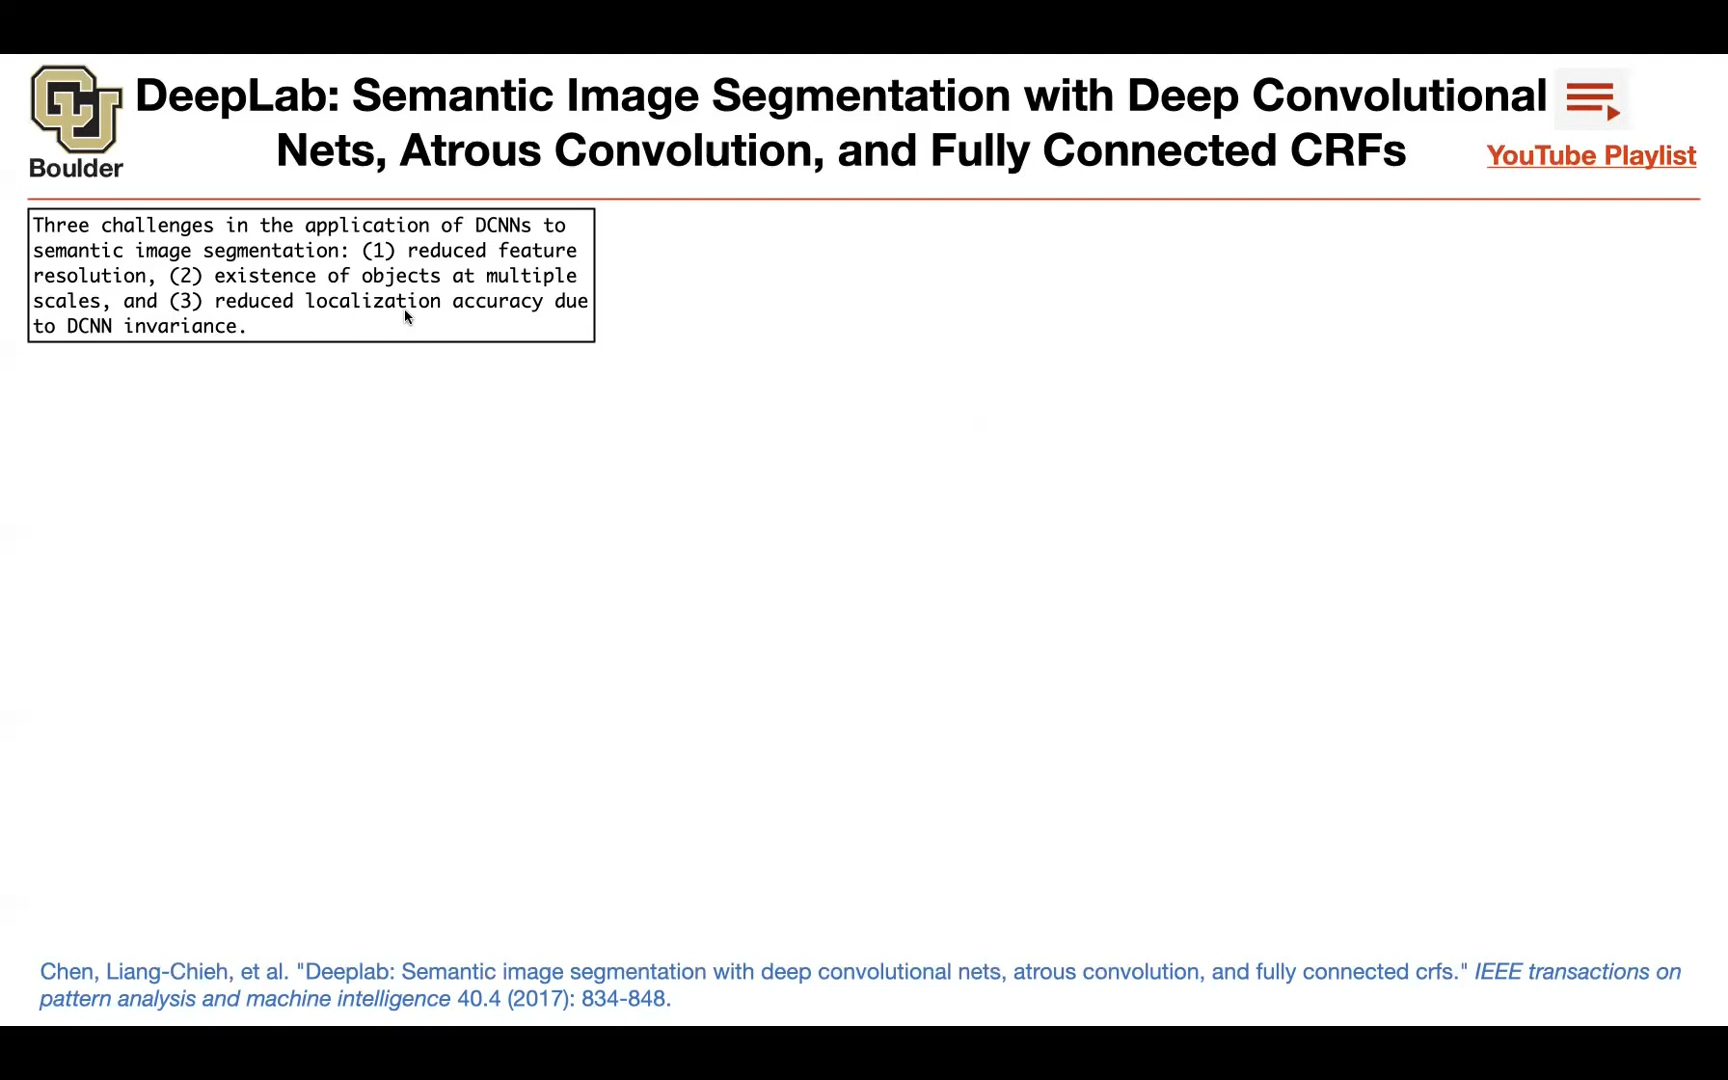 DeepLab: Semantic Image Segmentation with Deep Convolutional
Nets, Atrous Convolution, and Fully Connected CRFs
CU
Boulder
YouTube Playlist
Three challenges in the application of DCNNs to
semantic image segmentation: (1) reduced feature
resolution, (2) existence of objects at multiple
scales, and (3) reduced localization accuracy due
to DCNN invariance.
Chen, Liang-Chieh, et al. "Deeplab: Semantic image segmentation with deep convolutional nets, atrous convolution, and fully connected crfs." IEEE transactions on
pattern analysis and machine intelligence 40.4 (2017): 834-848.